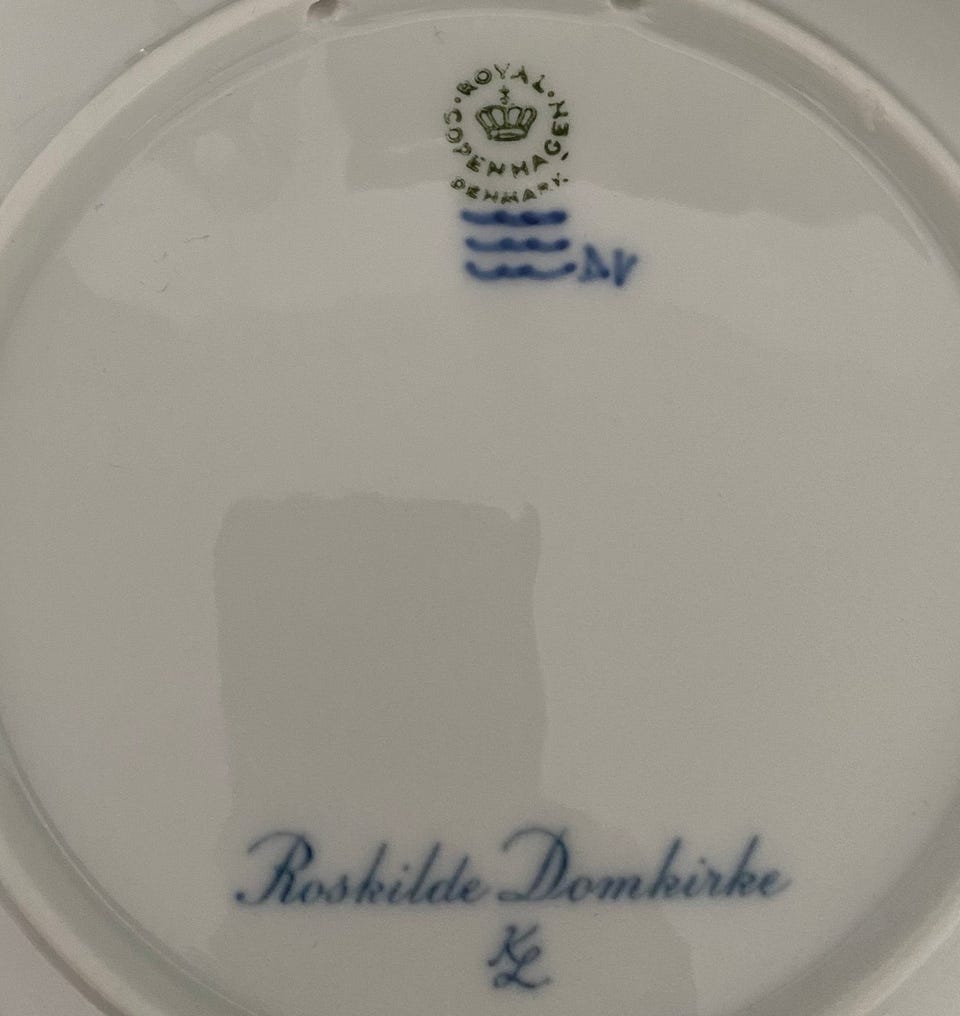 ROYAL COPENHAGEN
DENMARK
Roskilde Domkirke
KL